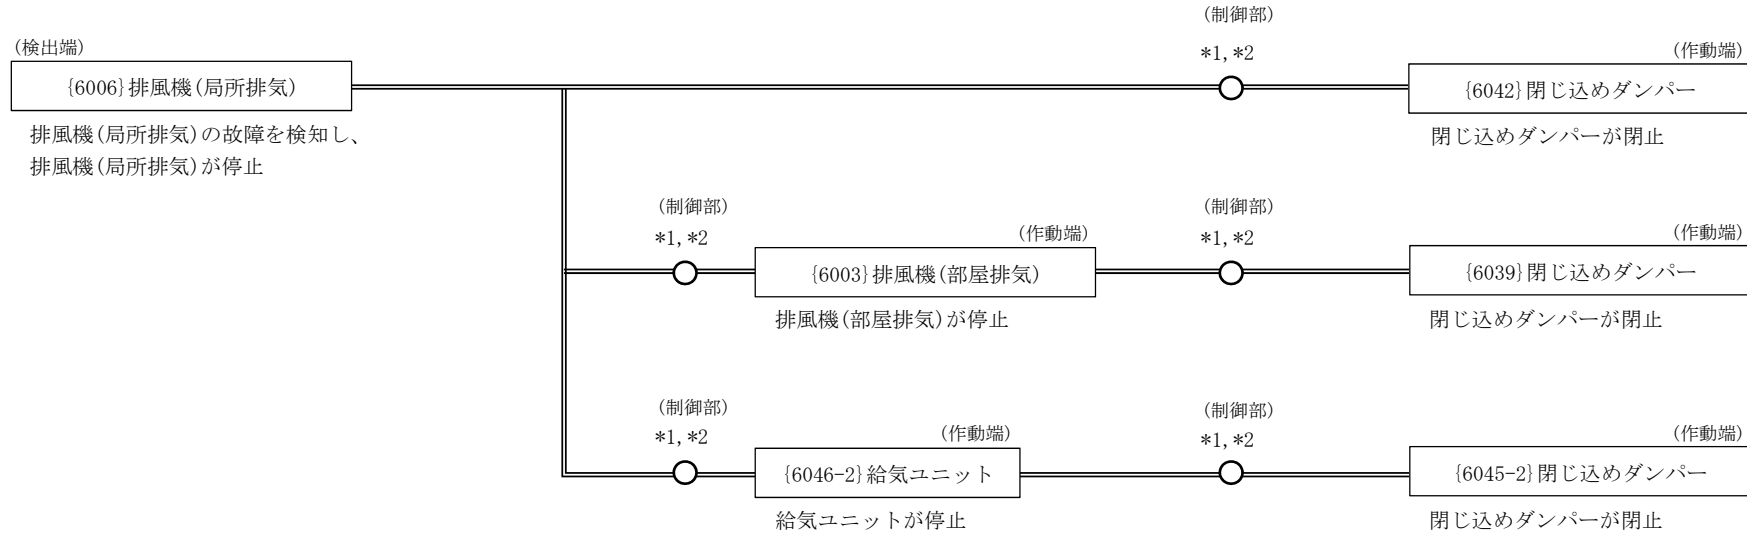 (制御部)
(検出端)
*1,*2
(作動端)
{6006}排風機(局所排気)
{6042}閉じ込めダンパー
排風機(局所排気)の故障を検知し、
排風機(局所排気)が停止
閉じ込めダンパーが閉止
(制御部)
(制御部)
*1,*2
(作動端)
*1,*2
(作動端)
{6003}排風機(部屋排気)
{6039}閉じ込めダンパー
排風機(部屋排気)が停止
閉じ込めダンパーが閉止
(制御部)
(制御部)
*1,*2
(作動端)
*1,*2
(作動端)
{6046-2}給気ユニット
{6045-2}閉じ込めダンパー
給気ユニットが停止
閉じ込めダンパーが閉止